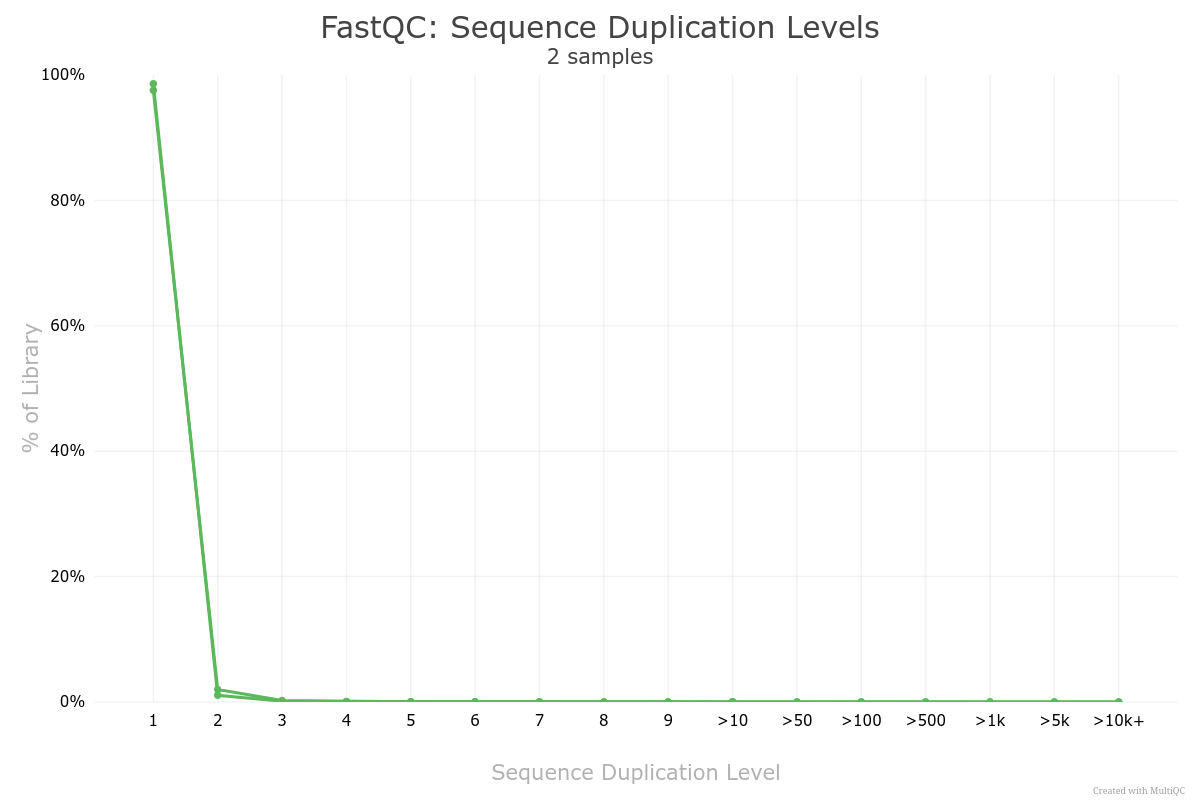 FastQC: Sequence Duplication Levels
2 samples
100%
80%
60%
40%
20%
0%
% of Library
1 2 3 4 5 6 7 8 9 >10 >50 >100 >500 >1k >5k >10k+
Sequence Duplication Level
Created with MultiQC